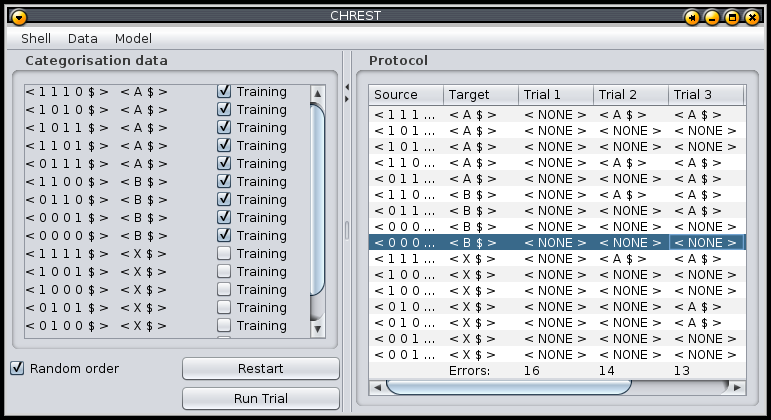 CHREST
Shell Data Model
Categorisation data
< 1 1 1 0 $ > < A $ > Training
< 1 0 1 0 $ > < A $ > Training
< 1 0 1 1 $ > < A $ > Training
< 1 1 0 1 $ > < A $ > Training
< 0 1 1 1 $ > < A $ > Training
< 1 1 0 0 $ > < B $ > Training
< 0 1 1 0 $ > < B $ > Training
< 0 0 0 1 $ > < B $ > Training
< 0 0 0 0 $ > < B $ > Training
< 1 1 1 1 $ > < X $ > Training
< 1 0 0 1 $ > < X $ > Training
< 1 0 0 0 $ > < X $ > Training
< 0 1 0 1 $ > < X $ > Training
< 0 1 0 0 $ > < X $ > Training
Random order
Restart
Run Trial
Protocol
Source Target Trial 1 Trial 2 Trial 3
< 1 1 1 ... < A $ > < NONE > < A $ > < A $ >
< 1 0 1 ... < A $ > < NONE > < NONE > < NONE >
< 1 0 1 ... < A $ > < NONE > < NONE > < NONE >
< 1 1 0 ... < A $ > < NONE > < A $ > < A $ >
< 0 1 1 ... < A $ > < NONE > < NONE > < A $ >
< 1 1 0 ... < B $ > < NONE > < A $ > < A $ >
< 0 1 1 ... < B $ > < NONE > < NONE > < A $ >
< 0 0 0 ... < B $ > < NONE > < NONE > < NONE >
< 0 0 0 ... < B $ > < NONE > < NONE > < NONE >
< 1 1 1 ... < X $ > < NONE > < A $ > < A $ >
< 1 0 0 ... < X $ > < NONE > < NONE > < NONE >
< 1 0 0 ... < X $ > < NONE > < NONE > < NONE >
< 0 1 0 ... < X $ > < NONE > < NONE > < A $ >
< 0 1 0 ... < X $ > < NONE > < NONE > < A $ >
< 0 0 1 ... < X $ > < NONE > < NONE > < NONE >
< 0 0 1 ... < X $ > < NONE > < NONE > < NONE >
Errors: 16 14 13